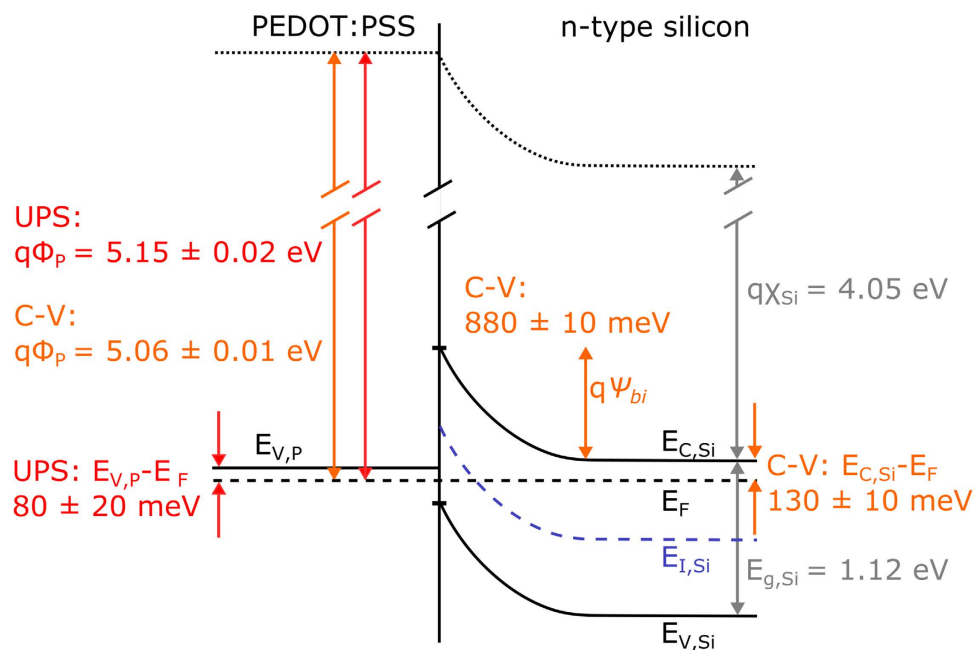 PEDOT:PSS
n-type silicon
UPS:
qΦP = 5.15 ± 0.02 eV
C-V:
qΦP = 5.06 ± 0.01 eV
C-V:
880 ± 10 meV
qΨbi
qχSi = 4.05 eV
EV,P
EC,Si
UPS: EV,P-EF
80 ± 20 meV
C-V: EC,Si-EF
130 ± 10 meV
EF
EI,Si
Eg,Si = 1.12 eV
EV,Si